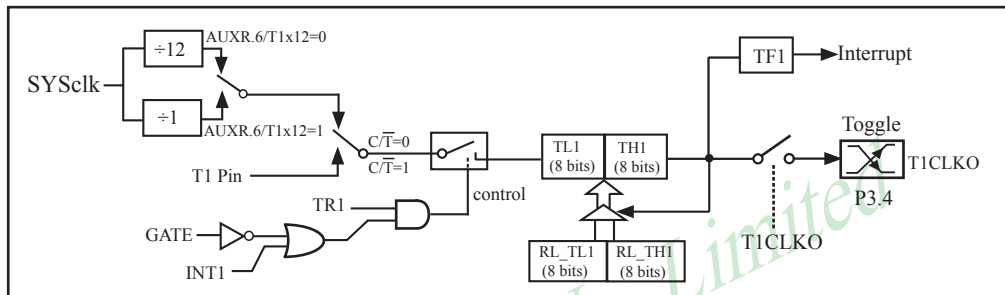 ÷12
AUXR.6/T1x12=0
SYSclk
÷1
AUXR.6/T1x12=1
T1 Pin
C/T̅=0
C/T̅=1
control
TR1
GATE
INT1
TL1
(8 bits)
TH1
(8 bits)
RL_TL1
(8 bits)
RL_TH1
(8 bits)
TF1
Interrupt
Toggle
T1CLKO
P3.4
T1CLKO
Limited